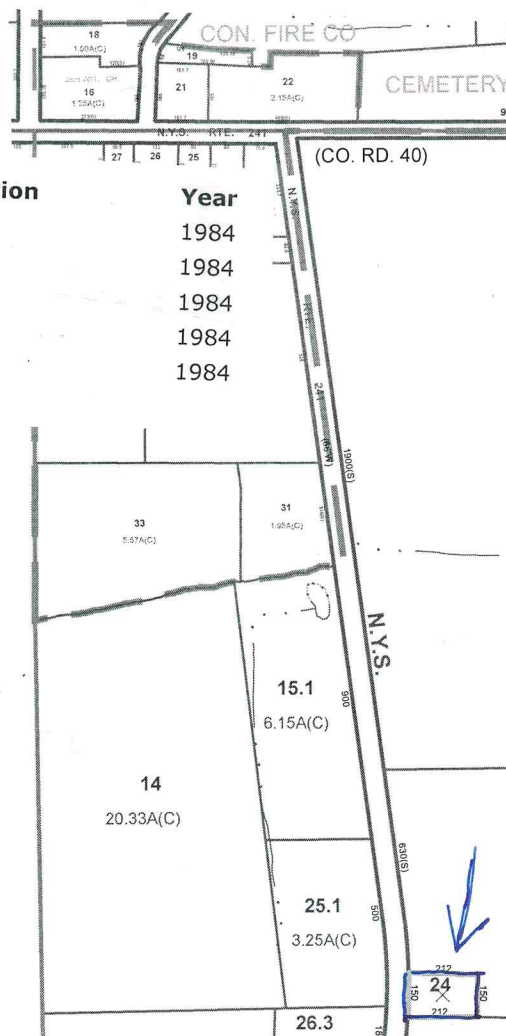 CON. FIRE CO
18
1.00A(C)
19
16
1.25A(C)
21
22
2.15A(C)
CEMETERY
N.Y.S. RTE. 241
(CO. RD. 40)
27
26
25
ion
Year
1984
1984
1984
1984
1984
N.Y.S.
RTE.
241
(66'W)
1900(S)
33
5.57A(C)
31
1.95A(C)
N.Y.S.
15.1
6.15A(C)
900
14
20.33A(C)
630(S)
25.1
3.25A(C)
500
212
150
24
150
212
26.3